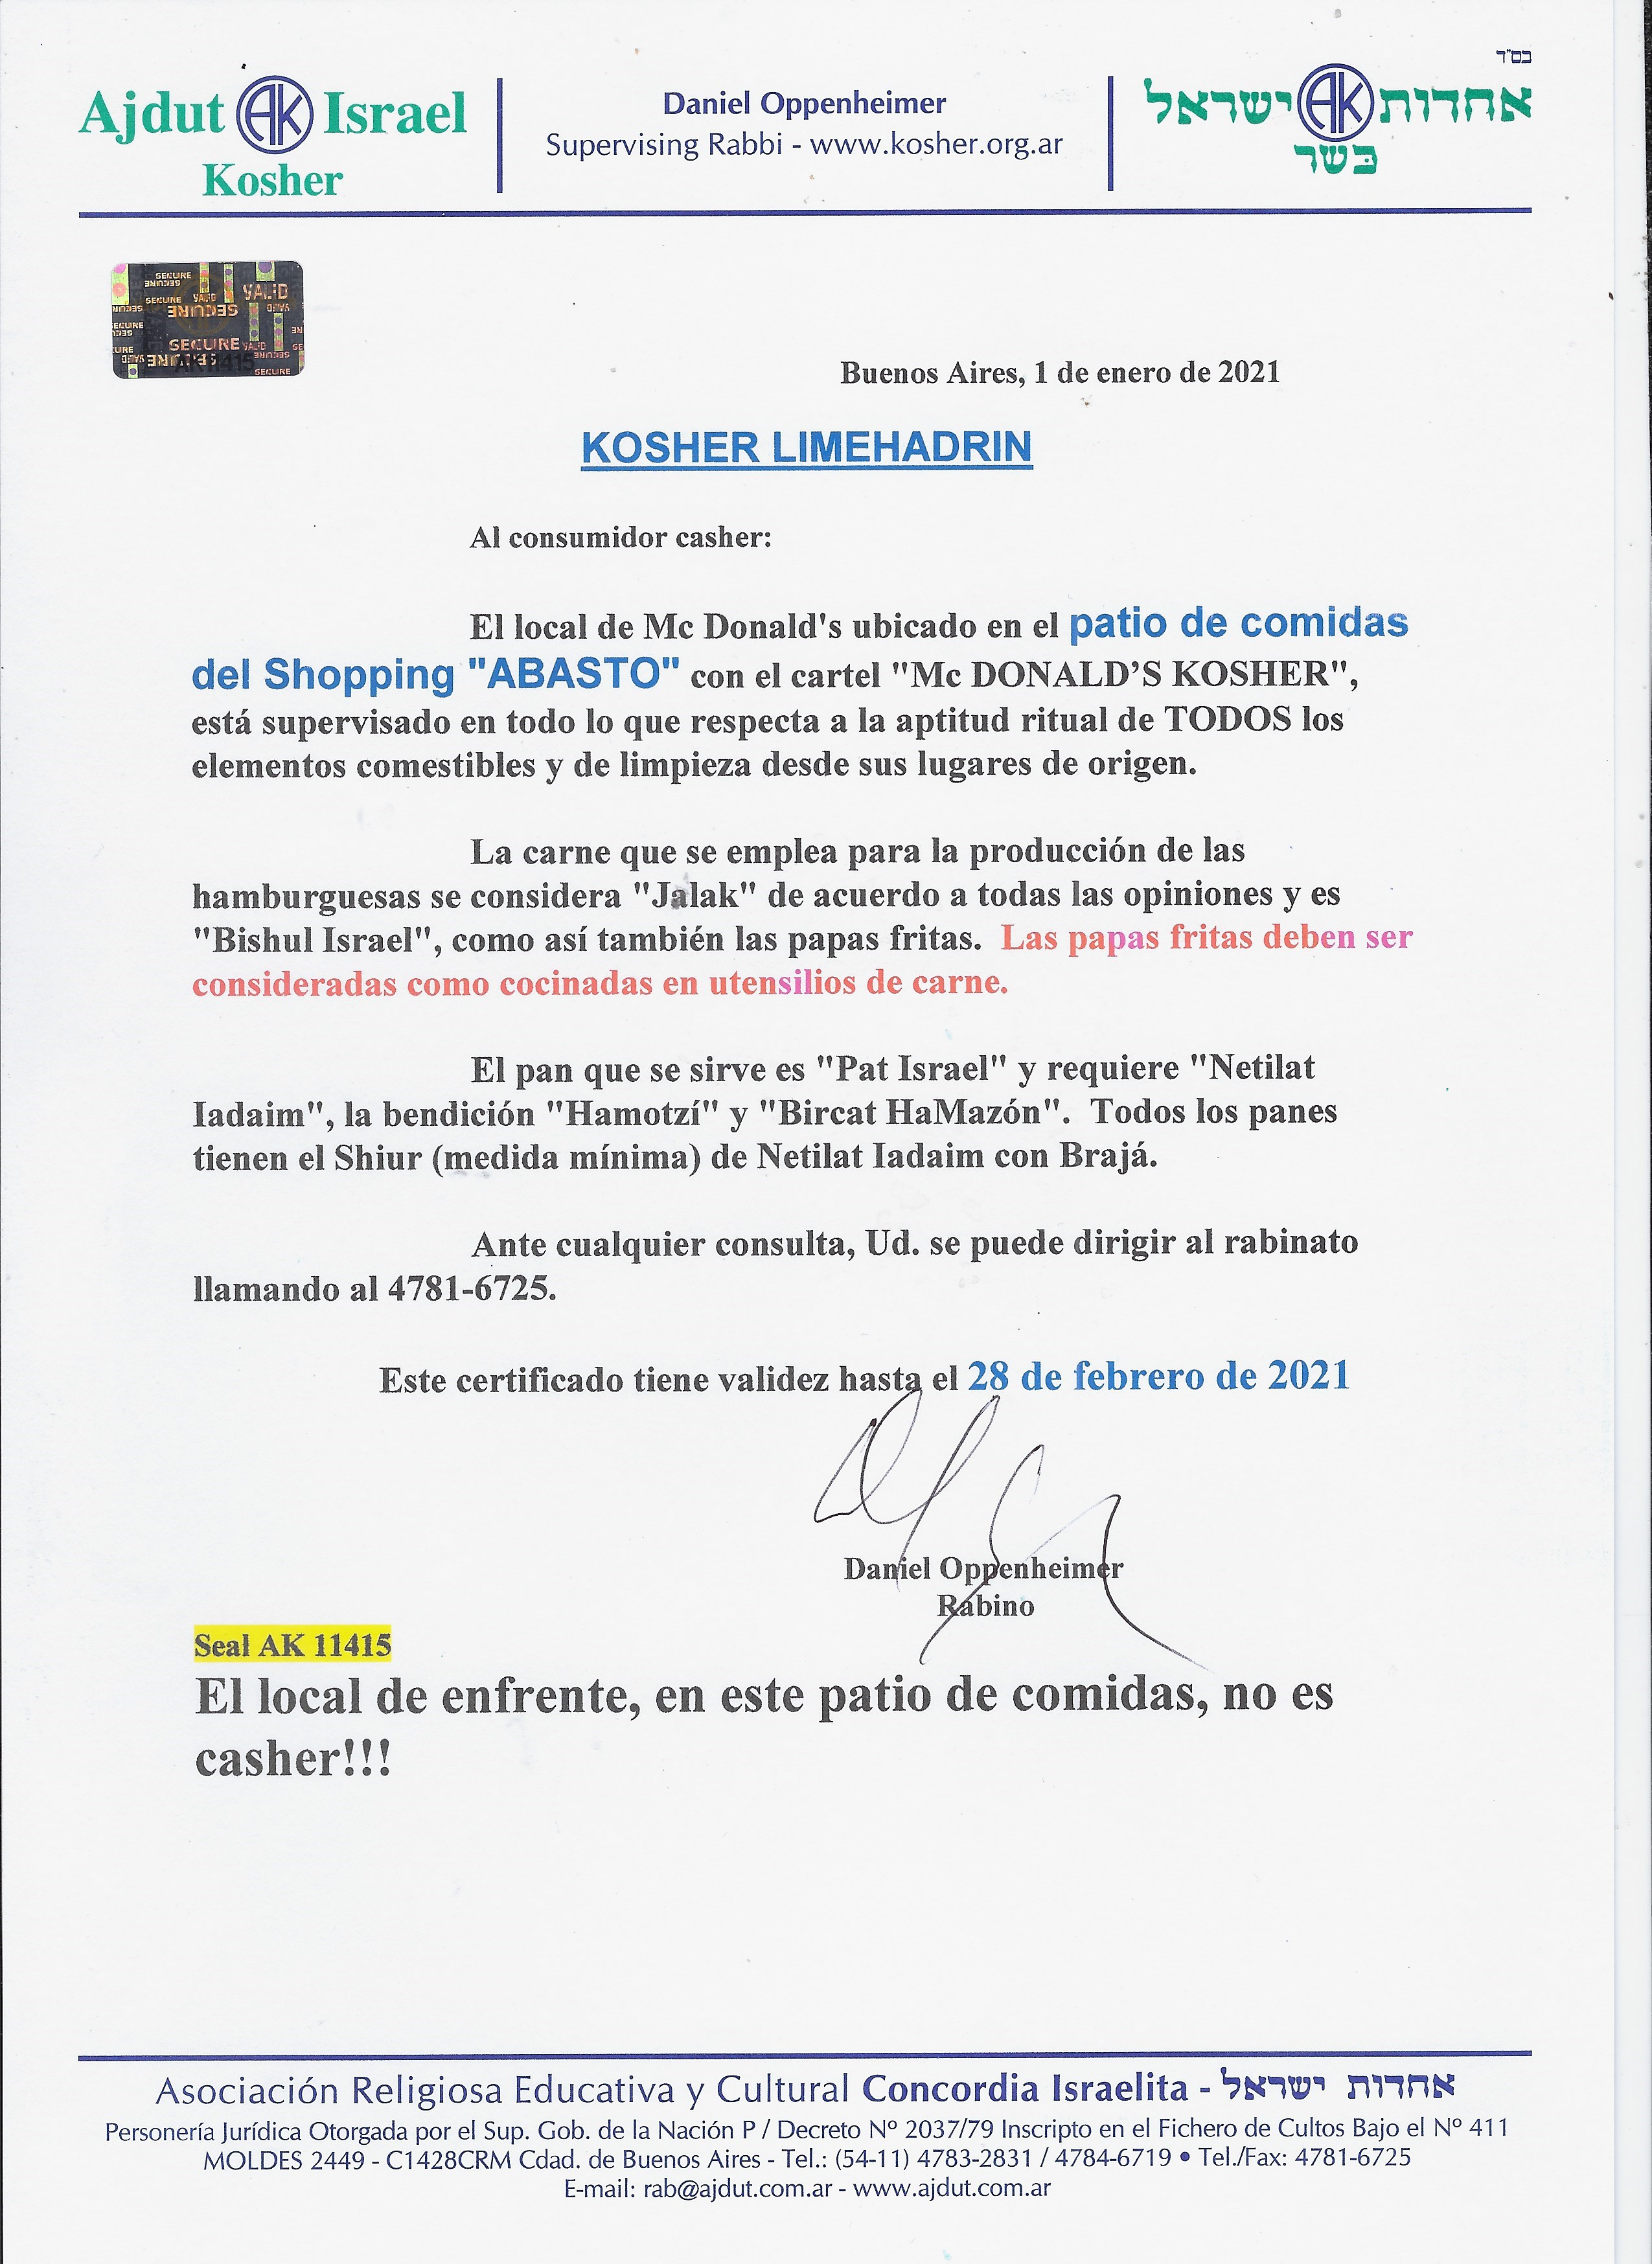 בס"ד
Ajdut AK Israel
Kosher
Daniel Oppenheimer
Supervising Rabbi - www.kosher.org.ar
אחדות AK ישראל
כשר
SECURE
VALID
SECURE
SECURE
AK 11415
Buenos Aires, 1 de enero de 2021
KOSHER LIMEHADRIN
Al consumidor casher:
El local de Mc Donald's ubicado en el patio de comidas
del Shopping "ABASTO" con el cartel "Mc DONALD’S KOSHER",
está supervisado en todo lo que respecta a la aptitud ritual de TODOS los
elementos comestibles y de limpieza desde sus lugares de origen.
La carne que se emplea para la producción de las
hamburguesas se considera "Jalak" de acuerdo a todas las opiniones y es
"Bishul Israel", como así también las papas fritas. Las papas fritas deben ser
consideradas como cocinadas en utensilios de carne.
El pan que se sirve es "Pat Israel" y requiere "Netilat
Iadaim", la bendición "Hamotzí" y "Bircat HaMazón". Todos los panes
tienen el Shiur (medida mínima) de Netilat Iadaim con Brajá.
Ante cualquier consulta, Ud. se puede dirigir al rabinato
llamando al 4781-6725.
Este certificado tiene validez hasta el 28 de febrero de 2021
Daniel Oppenheimer
Rabino
Seal AK 11415
El local de enfrente, en este patio de comidas, no es
casher!!!
Asociación Religiosa Educativa y Cultural Concordia Israelita - אחדות ישראל
Personería Jurídica Otorgada por el Sup. Gob. de la Nación P / Decreto Nº 2037/79 Inscripto en el Fichero de Cultos Bajo el Nº 411
MOLDES 2449 - C1428CRM Cdad. de Buenos Aires - Tel.: (54-11) 4783-2831 / 4784-6719 • Tel./Fax: 4781-6725
E-mail: rab@ajdut.com.ar - www.ajdut.com.ar